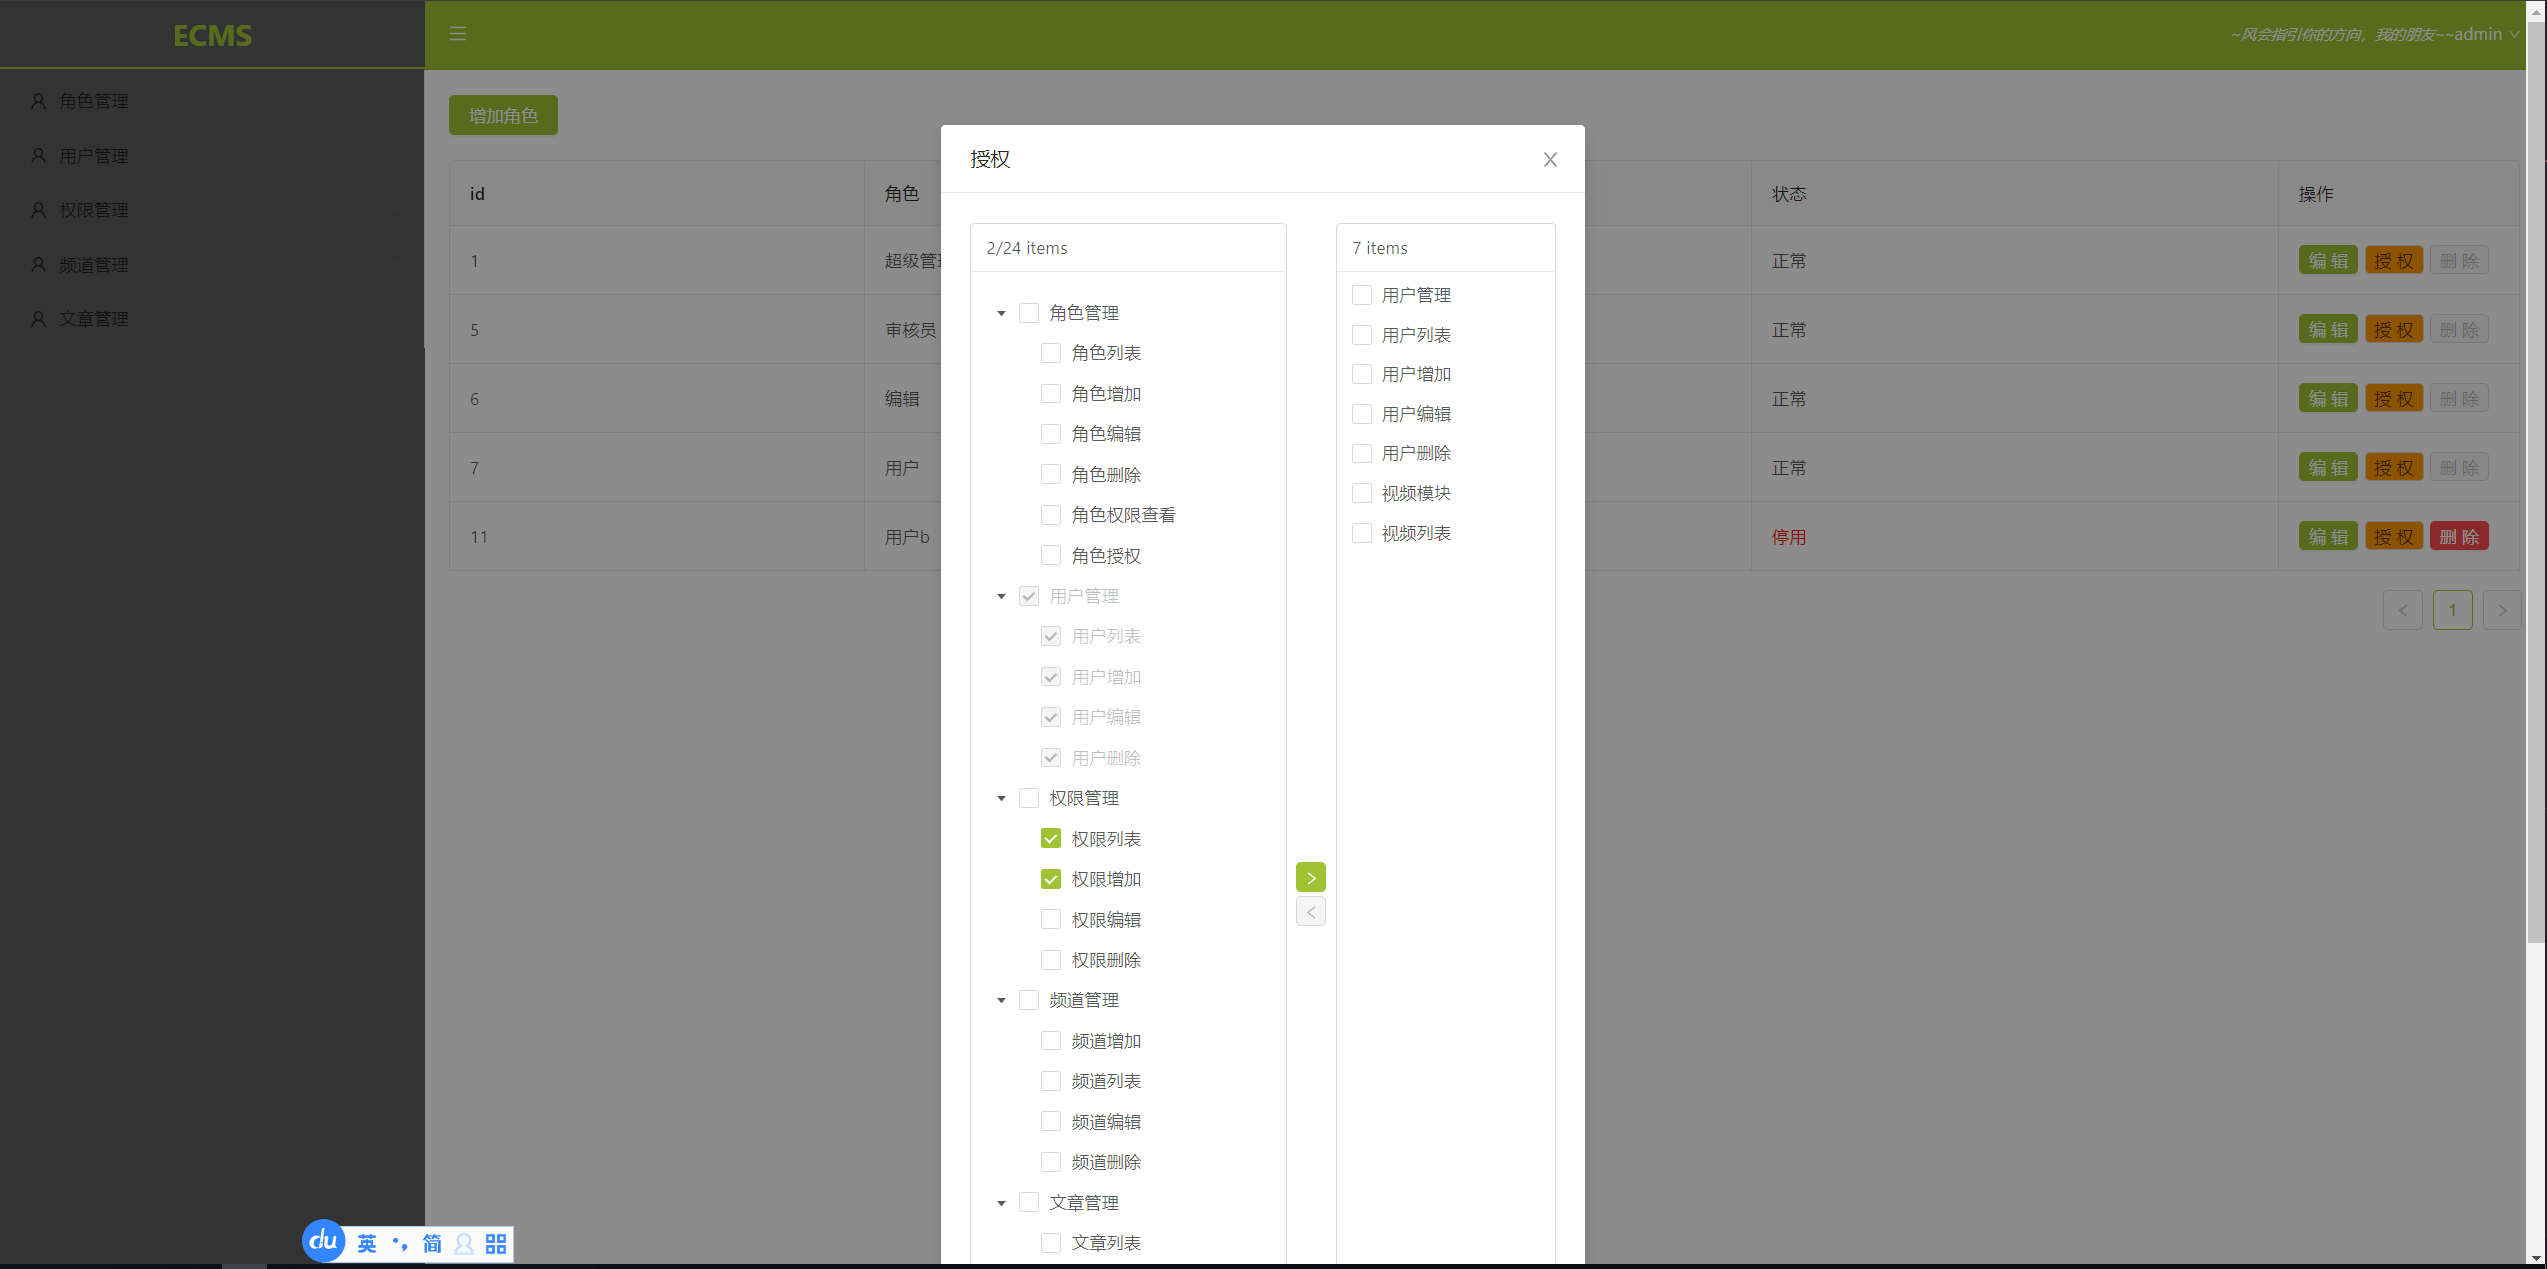 ECMS
~风会指引你的方向，我的朋友~~admin
角色管理
用户管理
权限管理
频道管理
文章管理
增加角色
id 角色 状态 操作
1 超级管 正常 编 辑 授 权 删 除
5 审核员 正常 编 辑 授 权 删 除
6 编辑 正常 编 辑 授 权 删 除
7 用户 正常 编 辑 授 权 删 除
11 用户b 停用 编 辑 授 权 删 除
< 1 >
授权
2/24 items
角色管理
角色列表
角色增加
角色编辑
角色删除
角色权限查看
角色授权
用户管理
用户列表
用户增加
用户编辑
用户删除
权限管理
权限列表
权限增加
权限编辑
权限删除
频道管理
频道增加
频道列表
频道编辑
频道删除
文章管理
文章列表
7 items
用户管理
用户列表
用户增加
用户编辑
用户删除
视频模块
视频列表
du 英 简